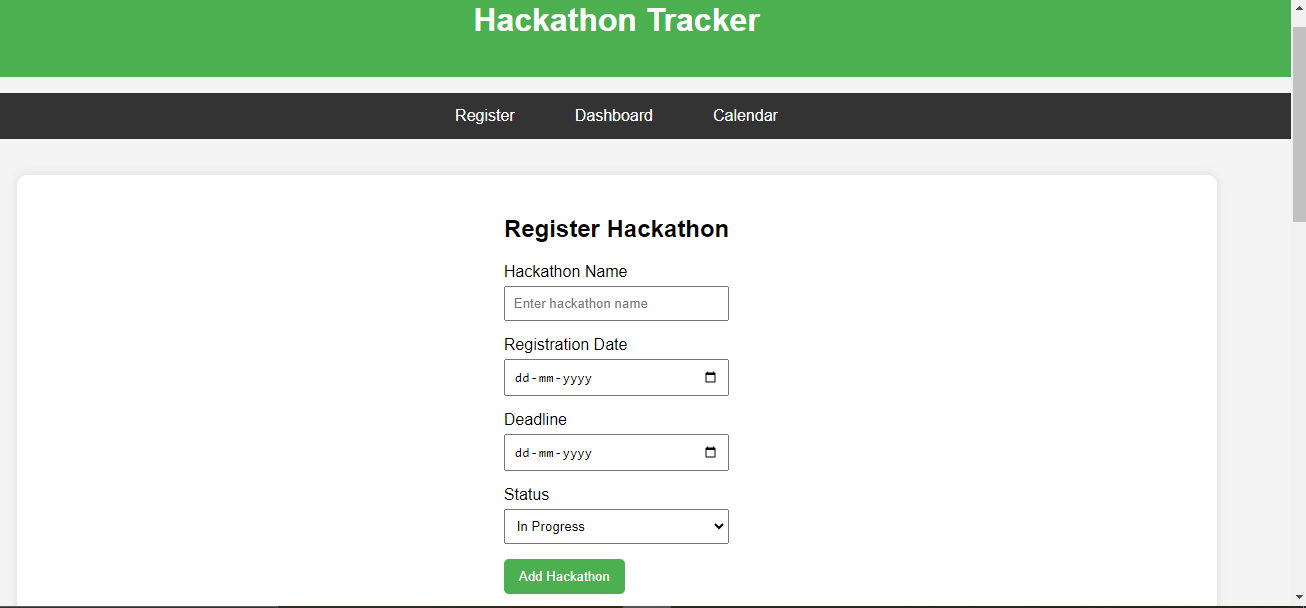 Hackathon Tracker
Register Dashboard Calendar
Register Hackathon
Hackathon Name
Enter hackathon name
Registration Date
dd-mm-yyyy
Deadline
dd-mm-yyyy
Status
In Progress
Add Hackathon